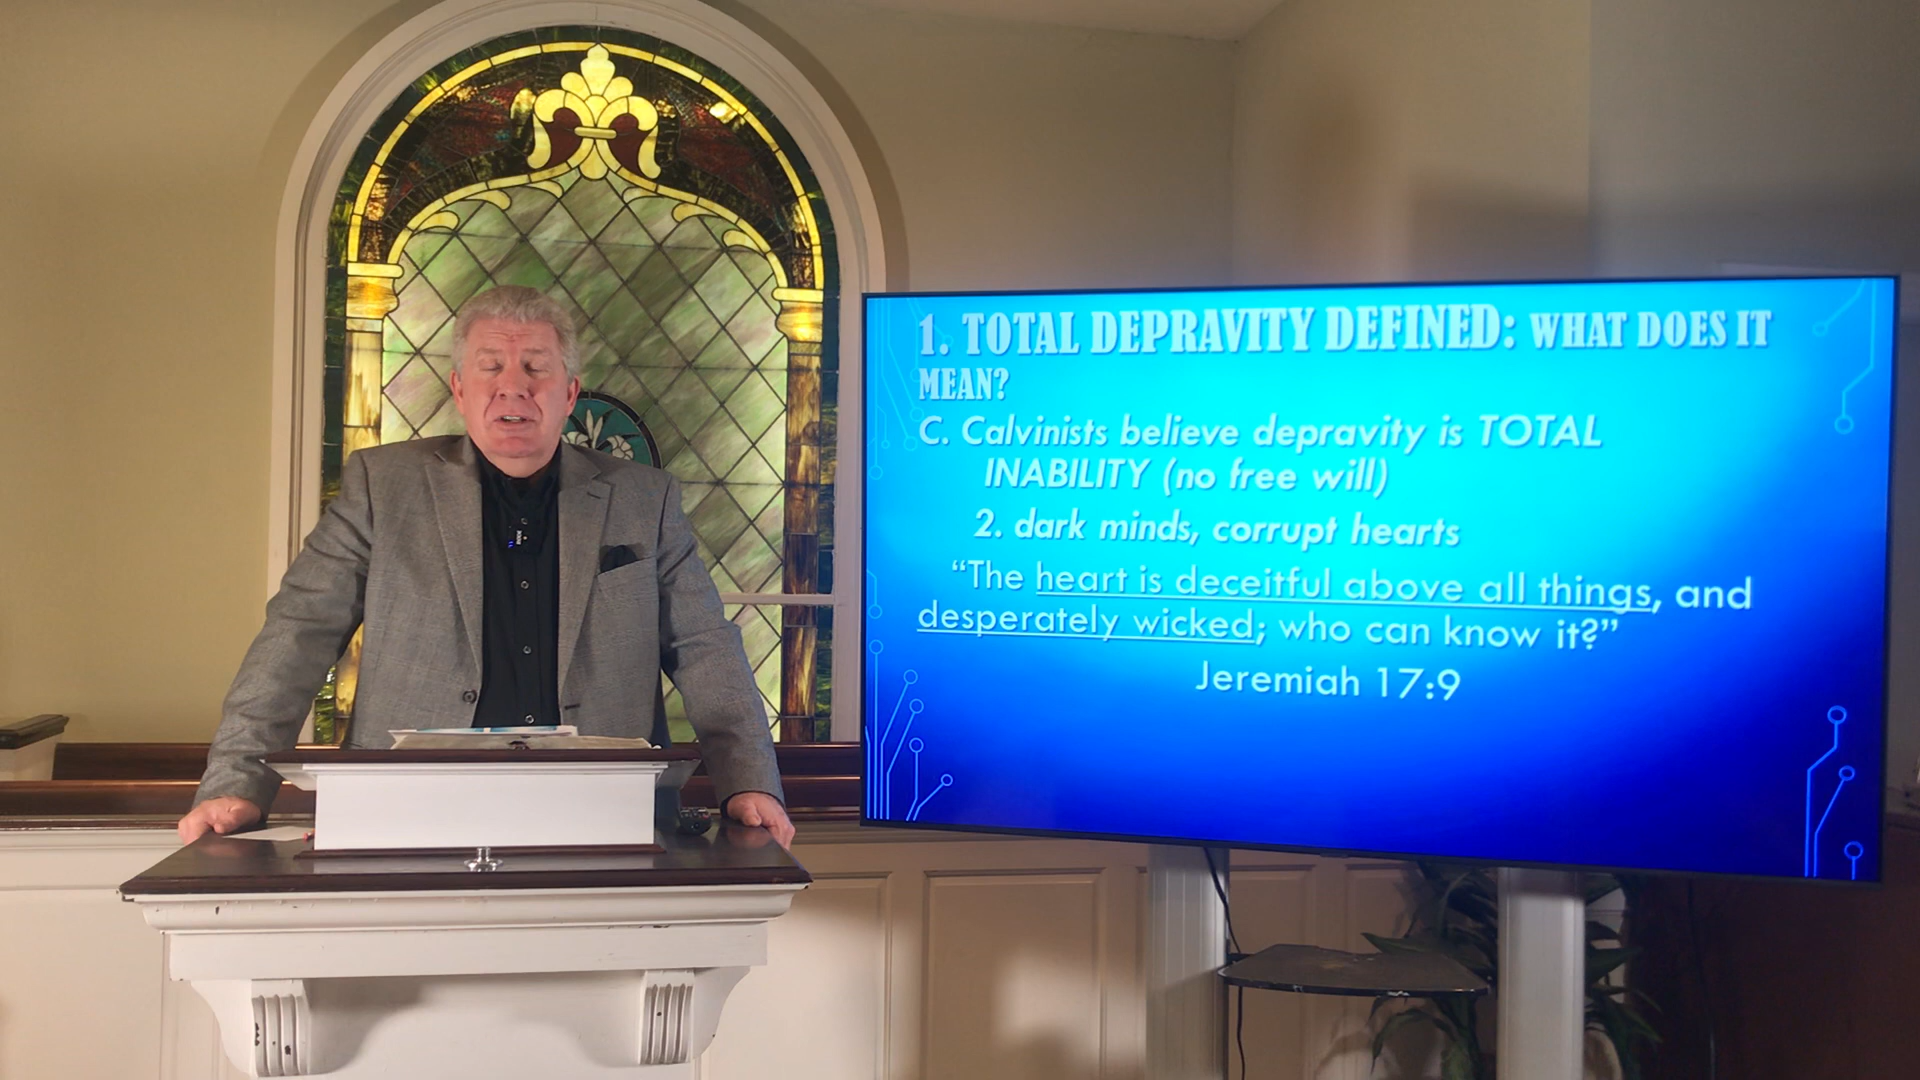 1. TOTAL DEPRAVITY DEFINED: WHAT DOES IT
MEAN?
C. Calvinists believe depravity is TOTAL
INABILITY (no free will)
2. dark minds, corrupt hearts
“The heart is deceitful above all things, and
desperately wicked; who can know it?”
Jeremiah 17:9